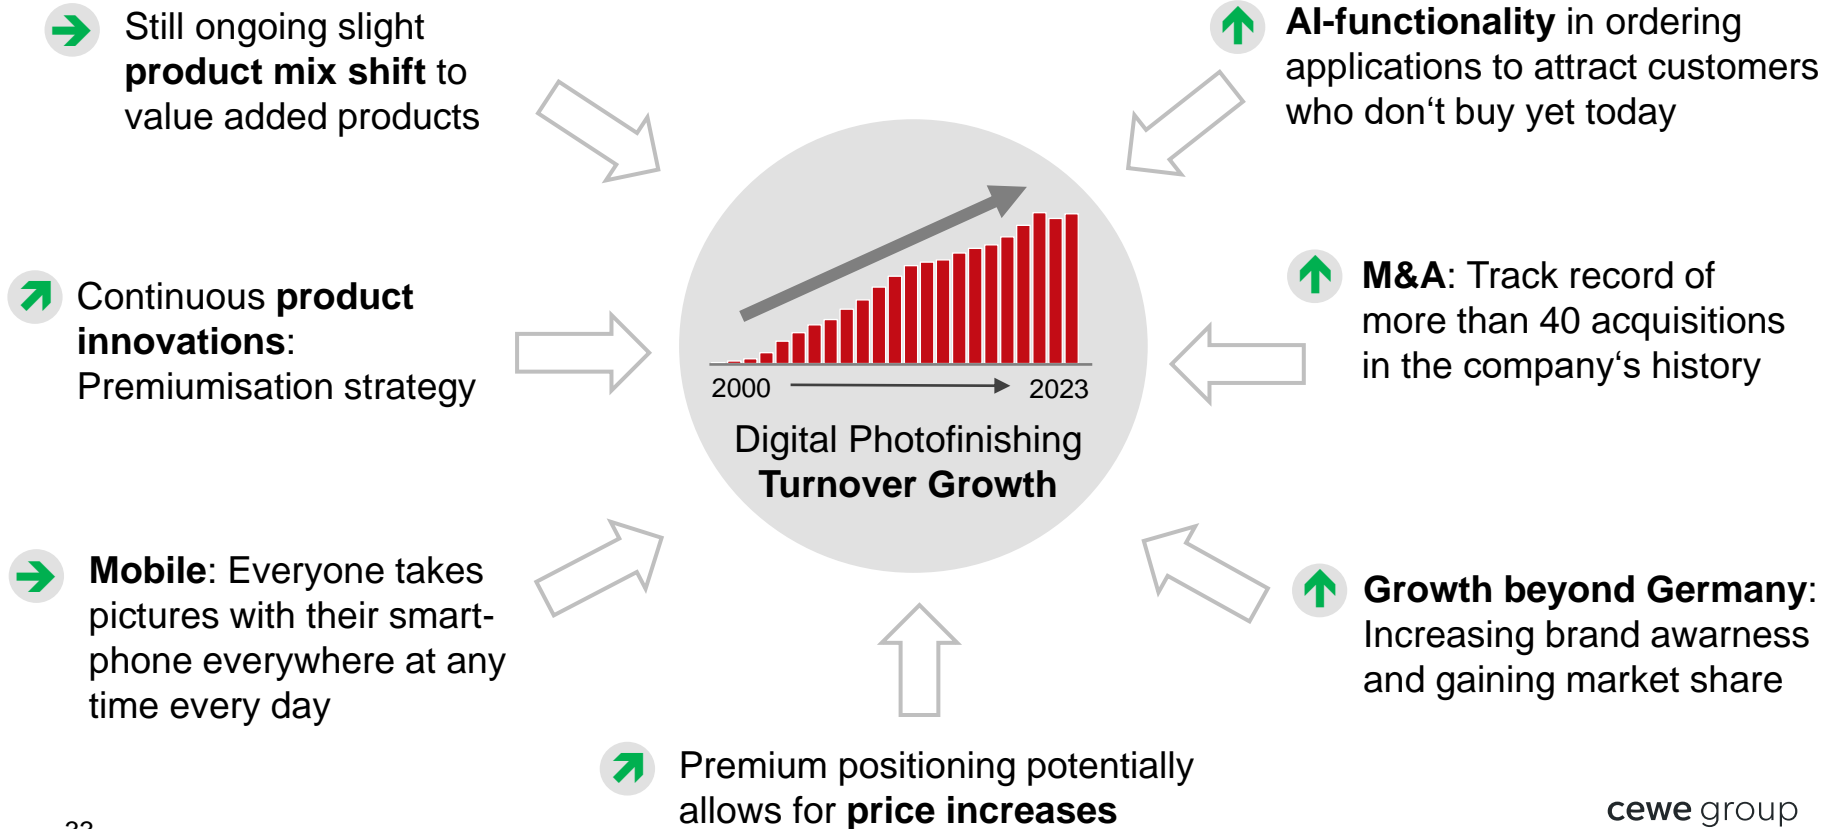 Still ongoing slight
product mix shift to
value added products
AI-functionality in ordering
applications to attract customers
who don‘t buy yet today
Continuous product
innovations:
Premiumisation strategy
M&A: Track record of
more than 40 acquisitions
in the company‘s history
2000
2023
Digital Photofinishing
Turnover Growth
Mobile: Everyone takes
pictures with their smart-
phone everywhere at any
time every day
Growth beyond Germany:
Increasing brand awarness
and gaining market share
Premium positioning potentially
allows for price increases
cewe group